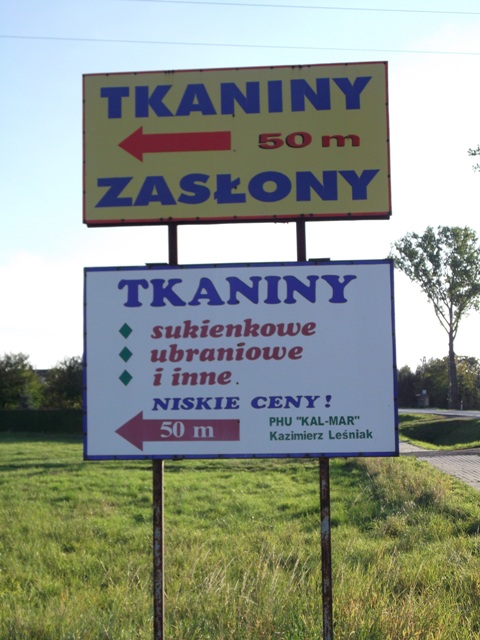 TKANINY
50 m
ZASŁONY
TKANINY
sukienkowe
ubraniowe
i inne.
NISKIE CENY!
50 m
PHU "KAL-MAR"
Kazimierz Leśniak